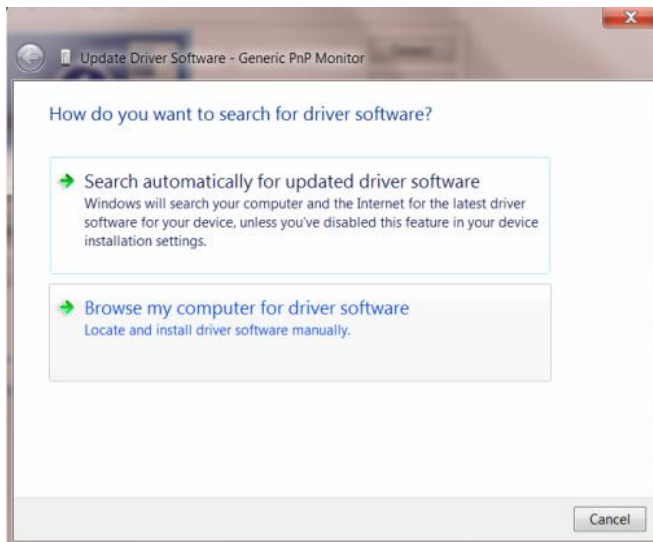 Update Driver Software - Generic PnP Monitor
How do you want to search for driver software?
Search automatically for updated driver software
Windows will search your computer and the Internet for the latest driver
software for your device, unless you've disabled this feature in your device
installation settings.
Browse my computer for driver software
Locate and install driver software manually.
Cancel